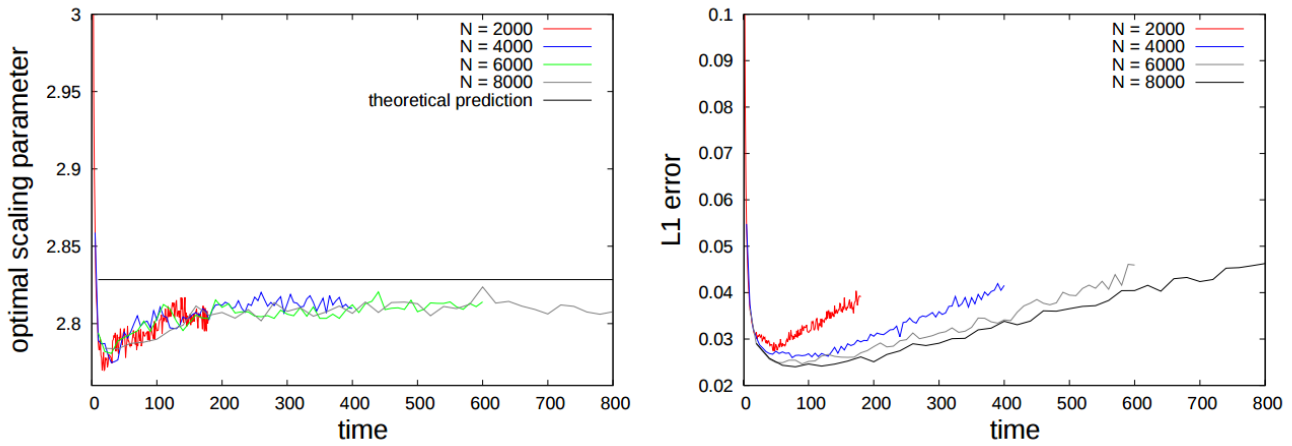 optimal scaling parameter
3
2.95
2.9
2.85
2.8
N = 2000
N = 4000
N = 6000
N = 8000
theoretical prediction
0 100 200 300 400 500 600 700 800
time
L1 error
0.1
0.09
0.08
0.07
0.06
0.05
0.04
0.03
0.02
N = 2000
N = 4000
N = 6000
N = 8000
0 100 200 300 400 500 600 700 800
time